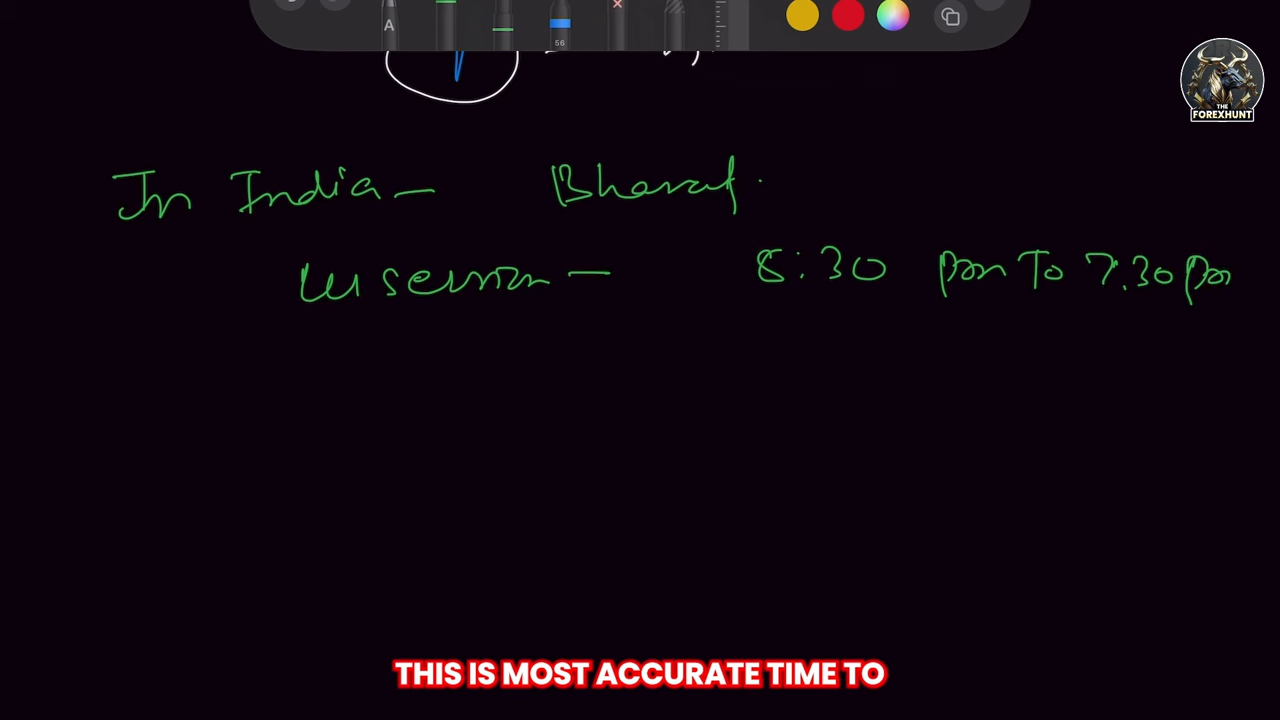 A
56
THE
FOREXHUNT
In India - Bharat.
session - 8:30 pm To 7.30 pm
THIS IS MOST ACCURATE TIME TO